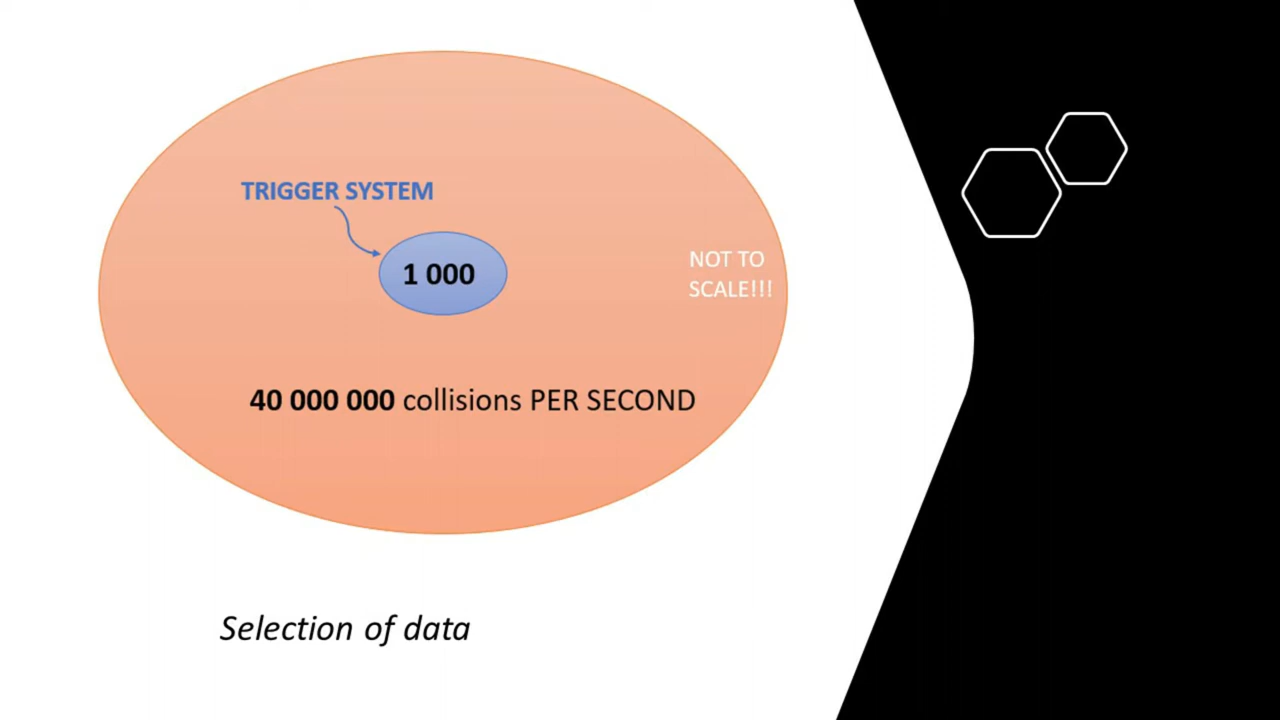 TRIGGER SYSTEM
1 000
NOT TO
SCALE!!!
40 000 000 collisions PER SECOND
Selection of data